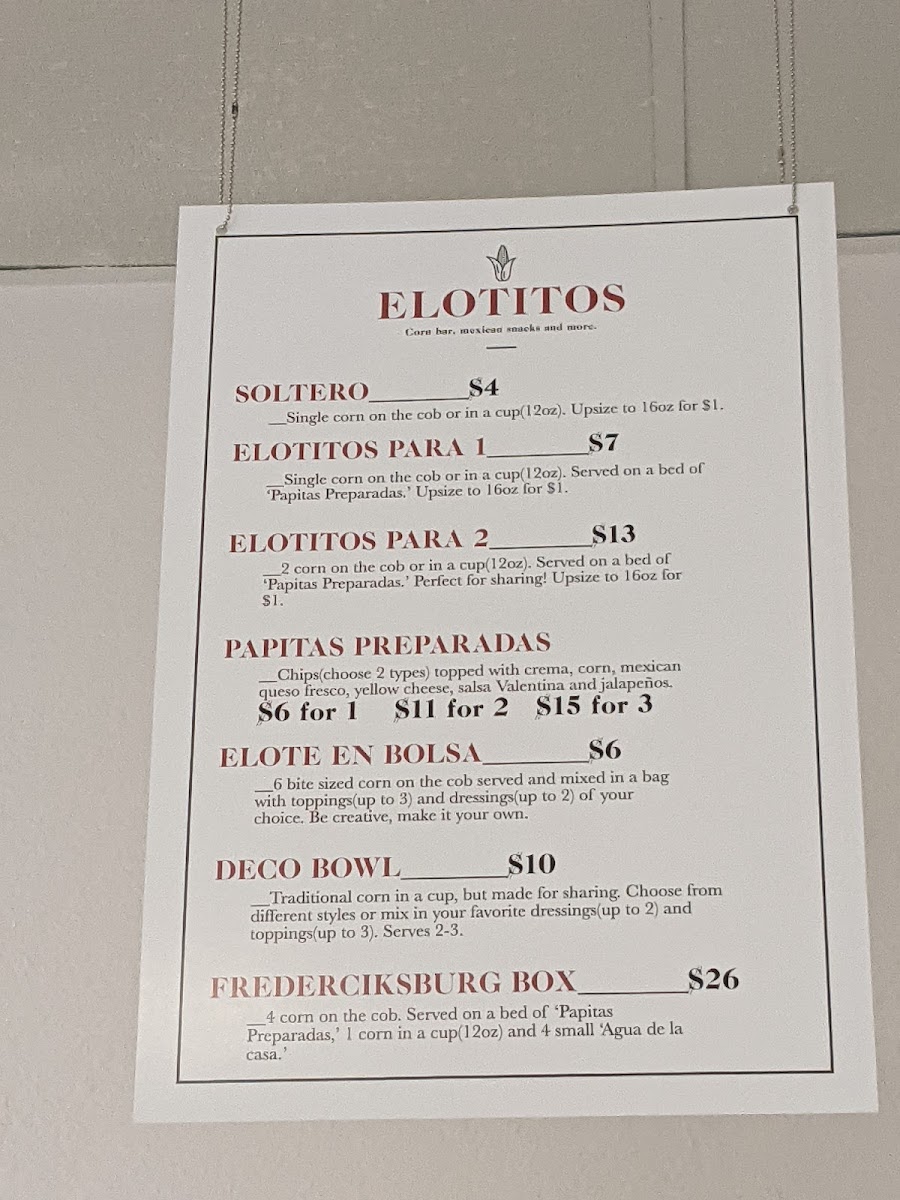 ELOTITOS
Corn bar, mexican snacks and more.
SOLTERO_______$4
__Single corn on the cob or in a cup(12oz). Upsize to 16oz for $1.
ELOTITOS PARA 1_______$7
__Single corn on the cob or in a cup(12oz). Served on a bed of
'Papitas Preparadas.' Upsize to 16oz for $1.
ELOTITOS PARA 2_______$13
__2 corn on the cob or in a cup(12oz). Served on a bed of
'Papitas Preparadas.' Perfect for sharing! Upsize to 16oz for
$1.
PAPITAS PREPARADAS
__Chips(choose 2 types) topped with crema, corn, mexican
queso fresco, yellow cheese, salsa Valentina and jalapeños.
$6 for 1 $11 for 2 $15 for 3
ELOTE EN BOLSA_______$6
__6 bite sized corn on the cob served and mixed in a bag
with toppings(up to 3) and dressings(up to 2) of your
choice. Be creative, make it your own.
DECO BOWL_______$10
__Traditional corn in a cup, but made for sharing. Choose from
different styles or mix in your favorite dressings(up to 2) and
toppings(up to 3). Serves 2-3.
FREDERCIKSBURG BOX_______$26
__4 corn on the cob. Served on a bed of 'Papitas
Preparadas,' 1 corn in a cup(12oz) and 4 small 'Agua de la
casa.'